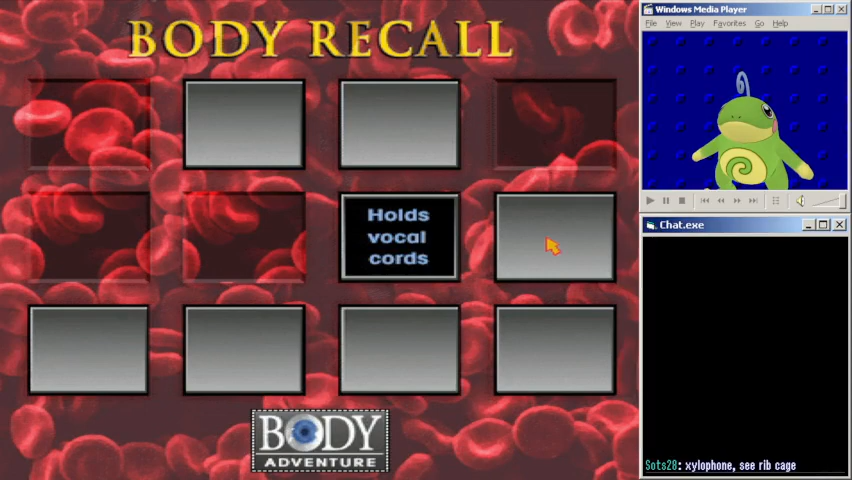 BODY RECALL
Holds
vocal
cords
BODY
ADVENTURE
Windows Media Player
File View Play Favorites Go Help
Chat.exe
Sots28: xylophone, see rib cage